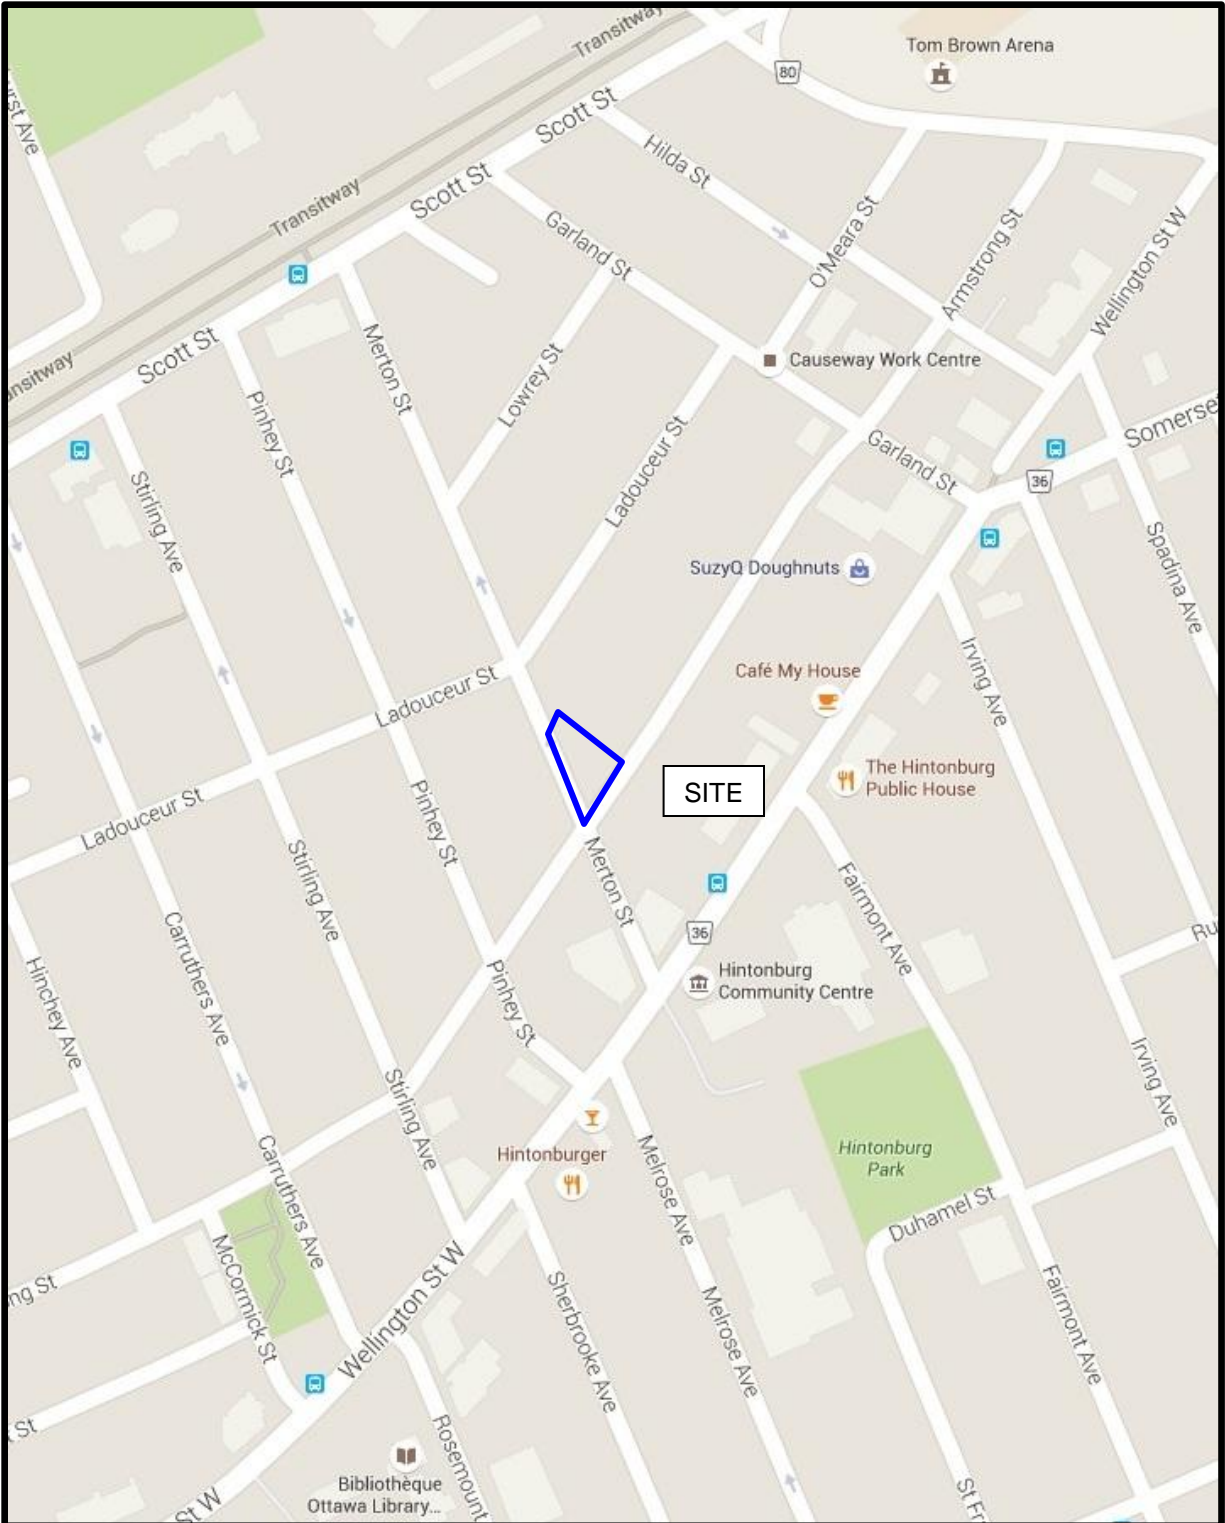 Transitway
Tom Brown Arena
80
Scott St
Hilda St
Scott St
Transitway
O'Meara St
Garland St
Armstrong St
Wellington St W
Scott St
Merton St
Lowrey St
Causeway Work Centre
Pinhey St
Ladouceur St
Garland St
36
Stirling Ave
SuzyQ Doughnuts
Spadina Ave
Irving Ave
Café My House
Ladouceur St
The Hintonburg
Public House
SITE
Ladouceur St
Pinhey St
Stirling Ave
Merton St
Fairmont Ave
36
Carruthers Ave
Hinchey Ave
Pinhey St
Hintonburg
Community Centre
Irving Ave
Stirling Ave
Hintonburger
Melrose Ave
Hintonburg
Park
Carruthers Ave
Duhamel St
McCormick St
Wellington St W
Sherbrooke Ave
Melrose Ave
Fairmont Ave
Rosemount
Bibliothèque
Ottawa Library...
St W